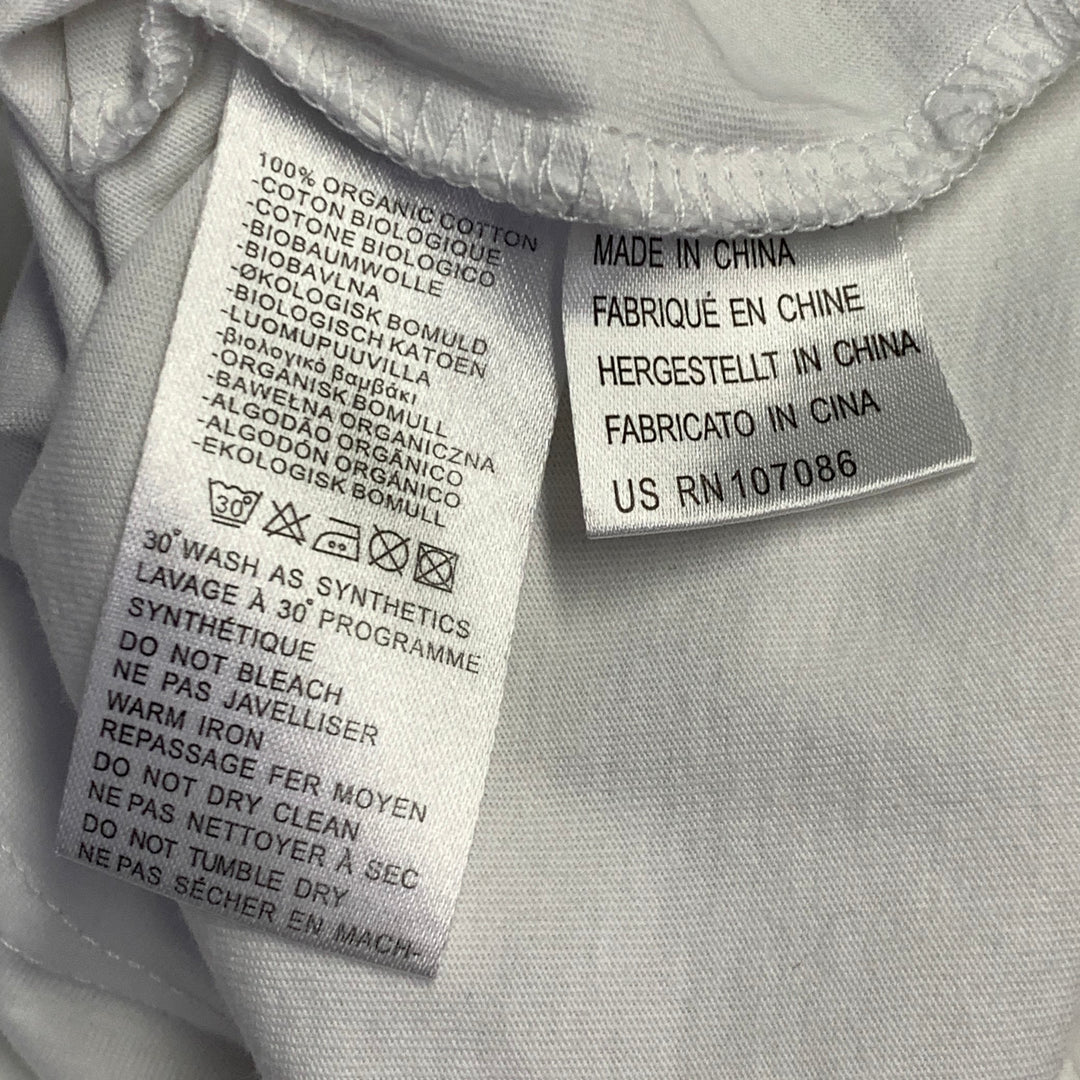 100% ORGANIC COTTON
-COTON BIOLOGIQUE
-COTONE BIOLOGICO
-BIOBAUMWOLLE
-BIOBAVLNA
-ØKOLOGISK BOMULD
-BIOLOGISCH KATOEN
-LUOMUPUUVILLA
-βιολογικό βαμβάκι
-ORGANISK BOMULL
-BAWEŁNA ORGANICZNA
-ALGODÃO ORGÂNICO
-ALGODÓN ORGÁNICO
-EKOLOGISK BOMULL
30°
30°WASH AS SYNTHETICS
LAVAGE À 30° PROGRAMME
SYNTHÉTIQUE
DO NOT BLEACH
NE PAS JAVELLISER
WARM IRON
REPASSAGE FER MOYEN
DO NOT DRY CLEAN
NE PAS NETTOYER À SEC
DO NOT TUMBLE DRY
NE PAS SÉCHER EN MACH-
MADE IN CHINA
FABRIQUÉ EN CHINE
HERGESTELLT IN CHINA
FABRICATO IN CINA
US RN 107086